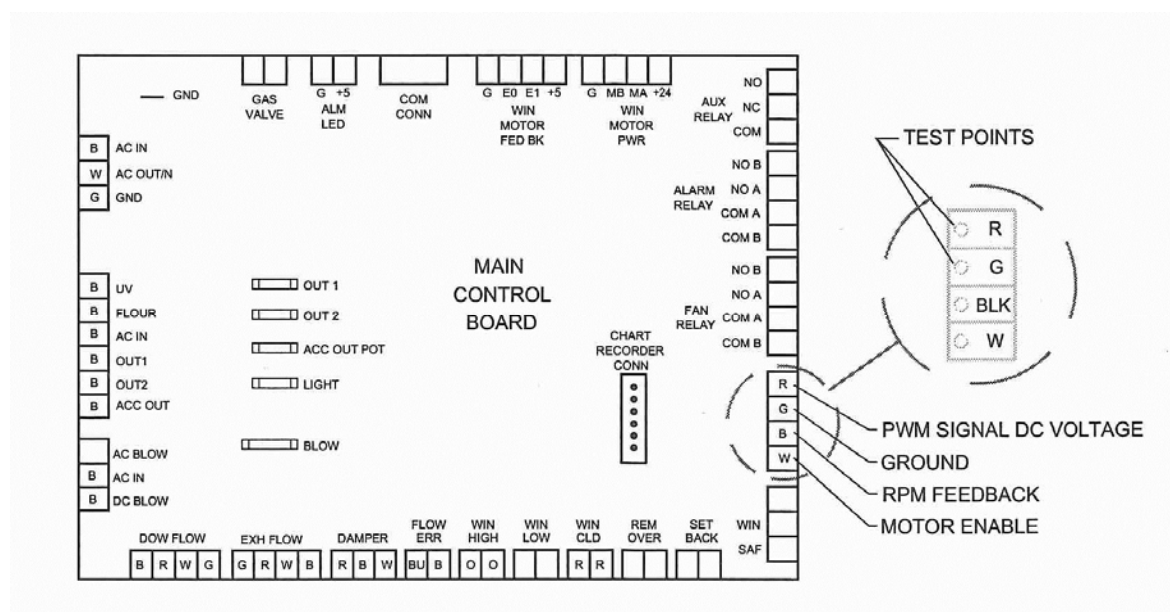 GND
GAS
VALVE
G +5
ALM
LED
COM
CONN
G E0 E1 +5
WIN
MOTOR
FED BK
G MB MA +24
WIN
MOTOR
PWR
NO
AUX
RELAY
NC
COM
B AC IN
W AC OUT/N
G GND
NO B
ALARM
RELAY
NO A
COM A
COM B
TEST POINTS
R
G
BLK
W
B UV
B FLOUR
B AC IN
B OUT1
B OUT2
B ACC OUT
OUT 1
OUT 2
ACC OUT POT
LIGHT
BLOW
MAIN
CONTROL
BOARD
NO B
NO A
FAN
RELAY
COM A
COM B
CHART
RECORDER
CONN
R
G
B
W
PWM SIGNAL DC VOLTAGE
GROUND
RPM FEEDBACK
MOTOR ENABLE
AC BLOW
B AC IN
B DC BLOW
DOW FLOW
B R W G
EXH FLOW
G R W B
DAMPER
R B W
FLOW
ERR
BU B
WIN
HIGH
O O
WIN
LOW
WIN
CLD
R R
REM
OVER
SET
BACK
WIN
SAF